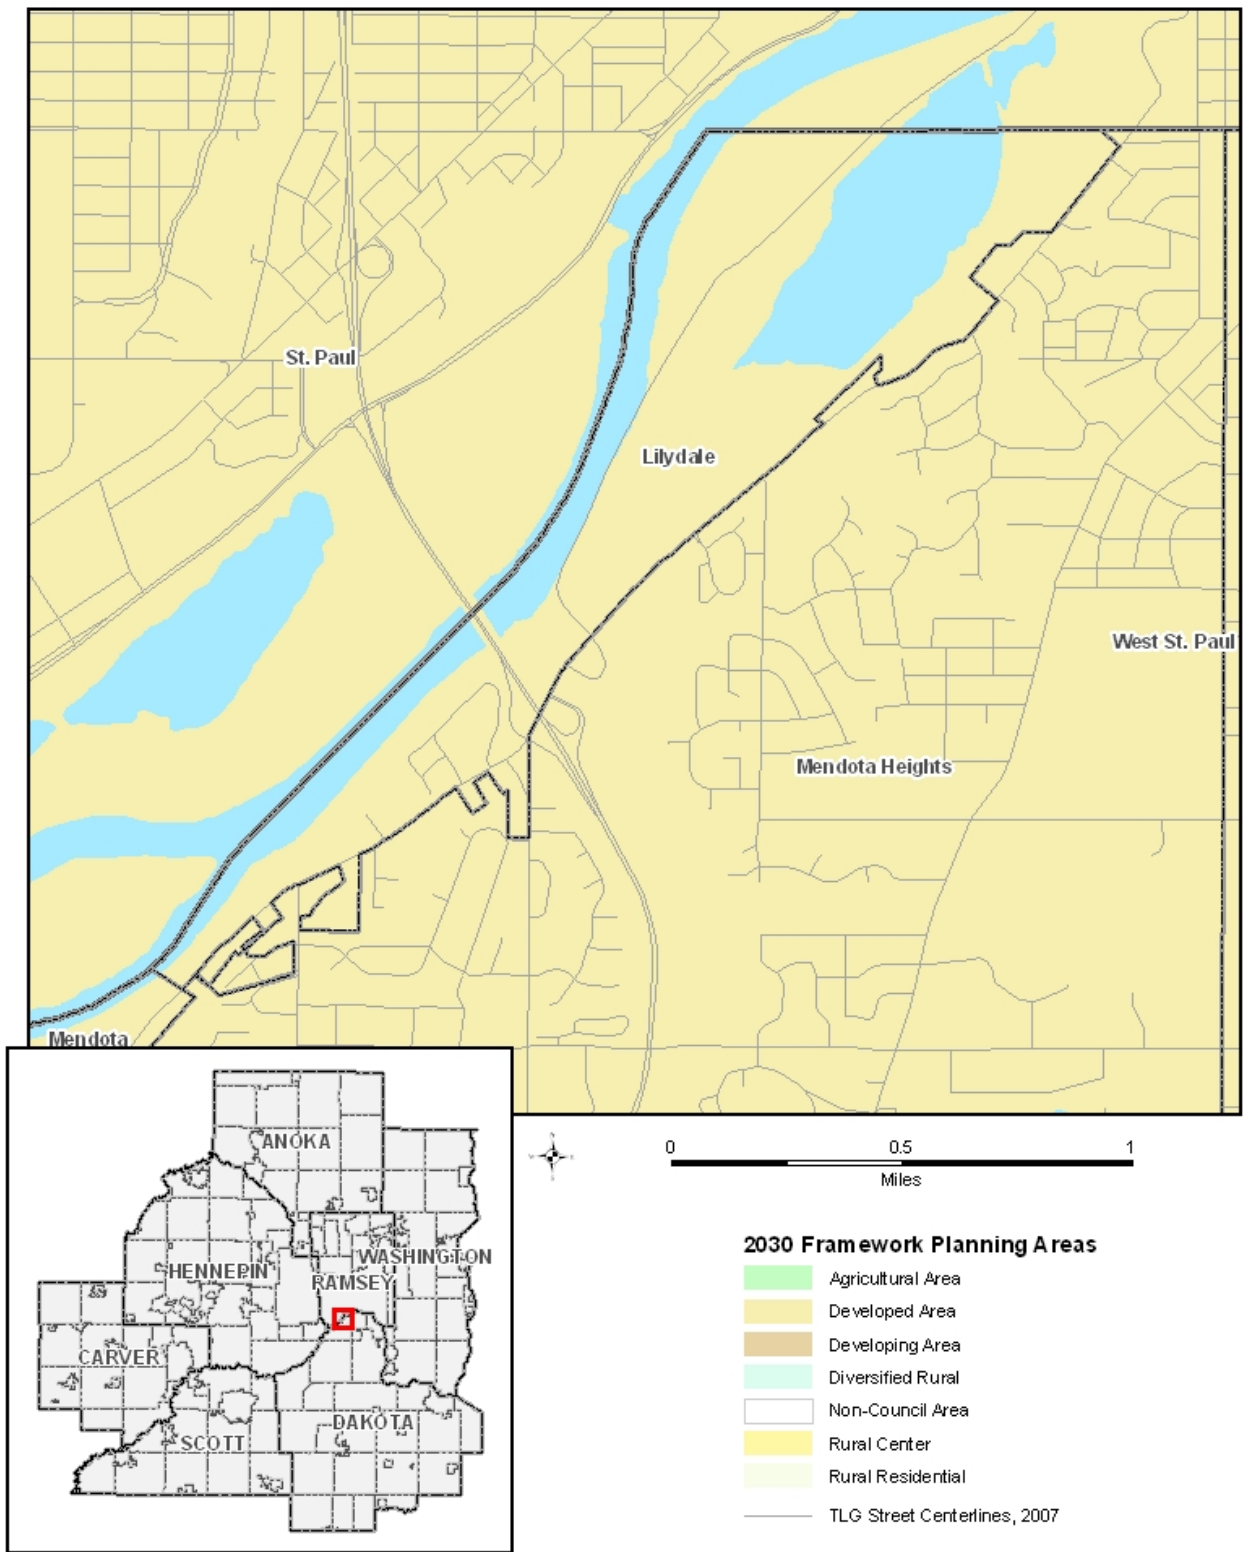 St. Paul
Lilydale
West St. Paul
Mendota Heights
Mendota
ANOKA
WASHINGTON
HENNEPIN
RAMSEY
CARVER
DAKOTA
SCOTT
0 0.5 1
Miles
2030 Framework Planning Areas
Agricultural Area
Developed Area
Developing Area
Diversified Rural
Non-Council Area
Rural Center
Rural Residential
TLG Street Centerlines, 2007